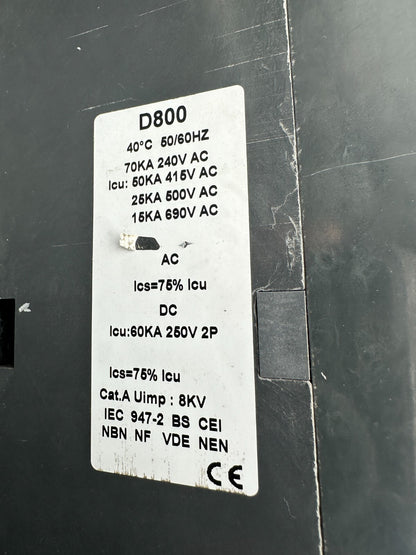 D800
40°C 50/60HZ
70KA 240V AC
Icu: 50KA 415V AC
25KA 500V AC
15KA 690V AC
AC
Ics=75% Icu
DC
Icu:60KA 250V 2P
Ics=75% Icu
Cat.A Uimp : 8KV
IEC 947-2 BS CEI
NBN NF VDE NEN
CE